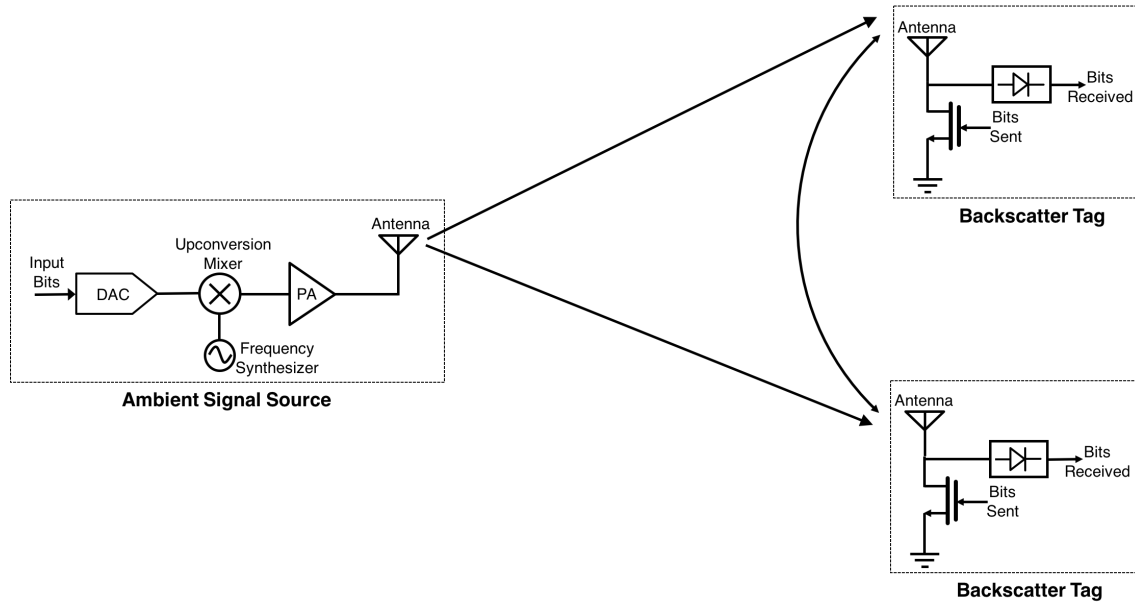 Antenna
Bits
Received
Bits
Sent
Backscatter Tag
Antenna
Upconversion
Mixer
Input
Bits
DAC
PA
Frequency
Synthesizer
Ambient Signal Source
Antenna
Bits
Received
Bits
Sent
Backscatter Tag